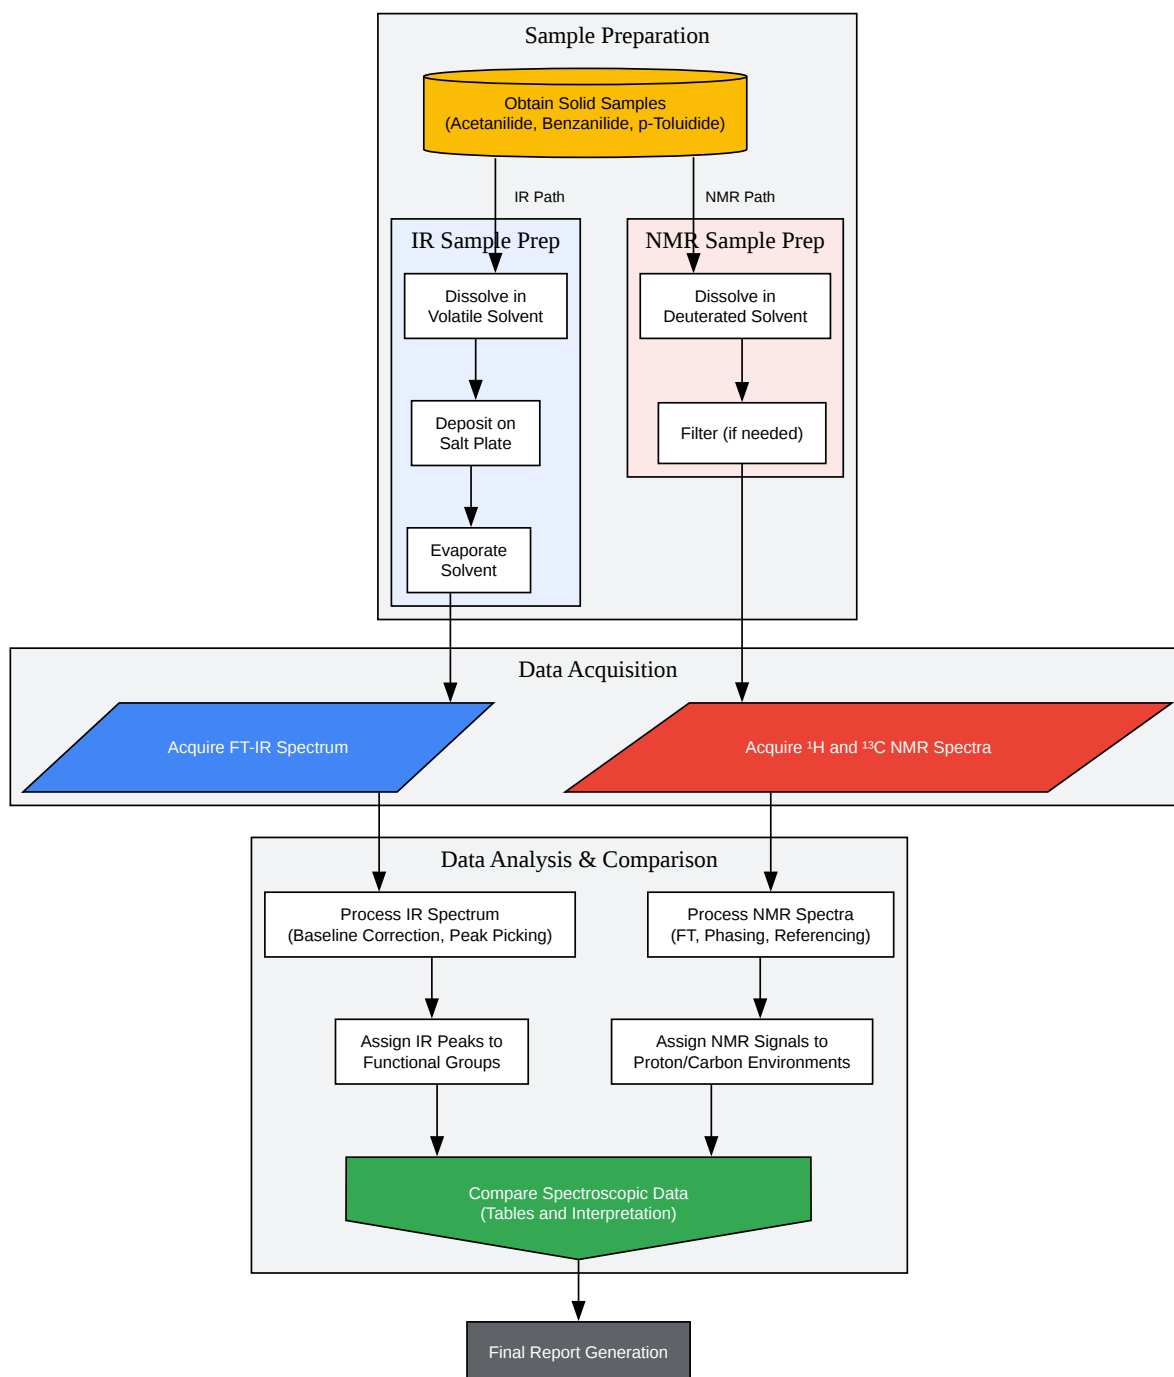 Sample Preparation
Obtain Solid Samples
(Acetanilide, Benzanilide, p-Toluidide)
IR Path
NMR Path
IR Sample Prep
NMR Sample Prep
Dissolve in
Volatile Solvent
Dissolve in
Deuterated Solvent
Deposit on
Salt Plate
Filter (if needed)
Evaporate
Solvent
Data Acquisition
Acquire FT-IR Spectrum
Acquire ¹H and ¹³C NMR Spectra
Data Analysis & Comparison
Process IR Spectrum
(Baseline Correction, Peak Picking)
Process NMR Spectra
(FT, Phasing, Referencing)
Assign IR Peaks to
Functional Groups
Assign NMR Signals to
Proton/Carbon Environments
Compare Spectroscopic Data
(Tables and Interpretation)
Final Report Generation